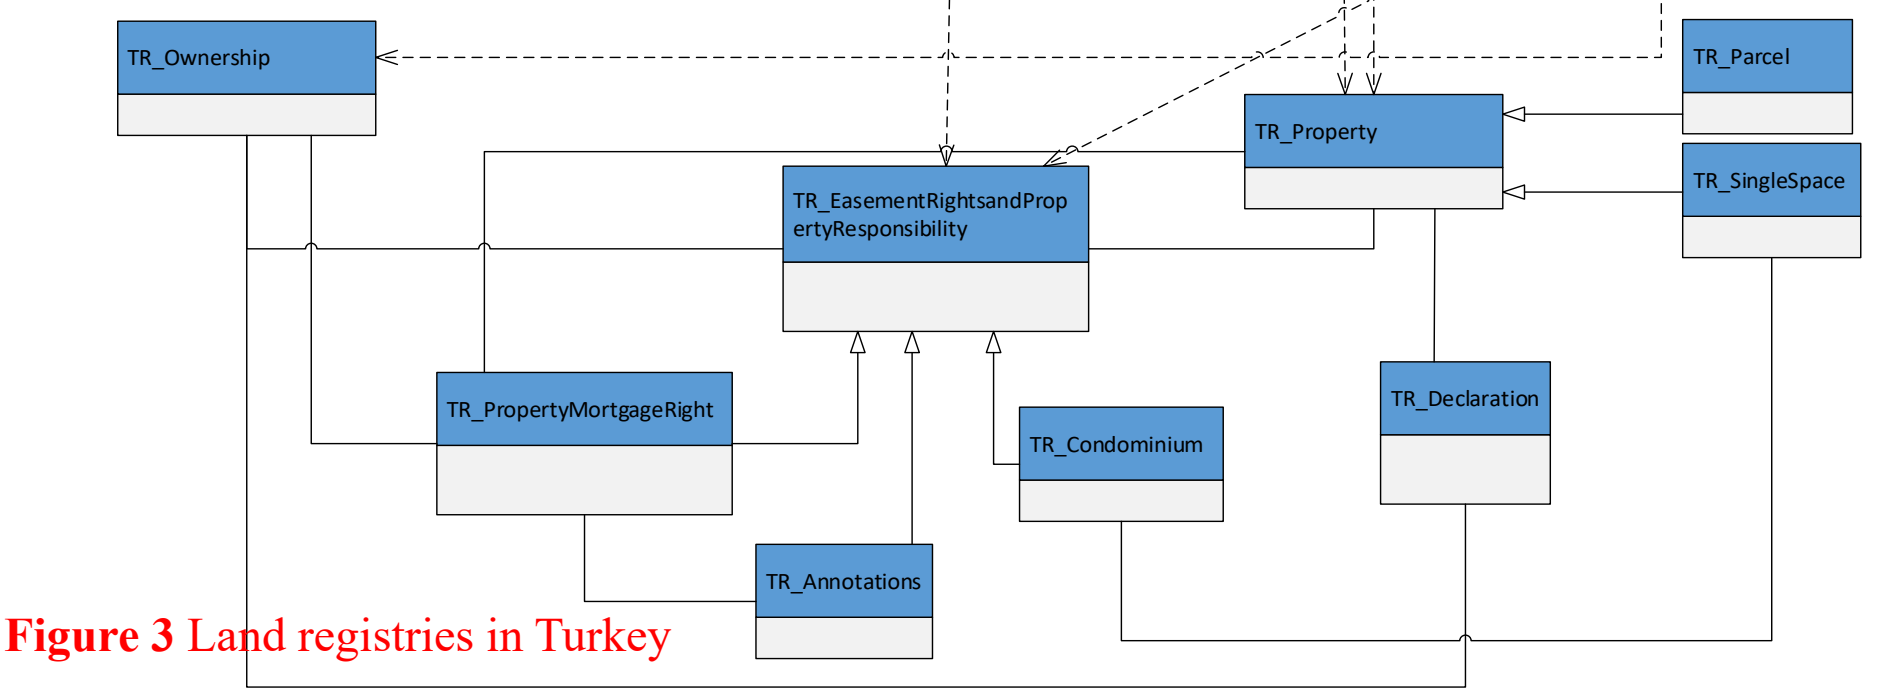 TR_Ownership
TR_Parcel
TR_Property
TR_SingleSpace
TR_EasementRightsandProp
ertyResponsibility
TR_PropertyMortgageRight
TR_Declaration
TR_Condominium
TR_Annotations
Figure 3 Land registries in Turkey